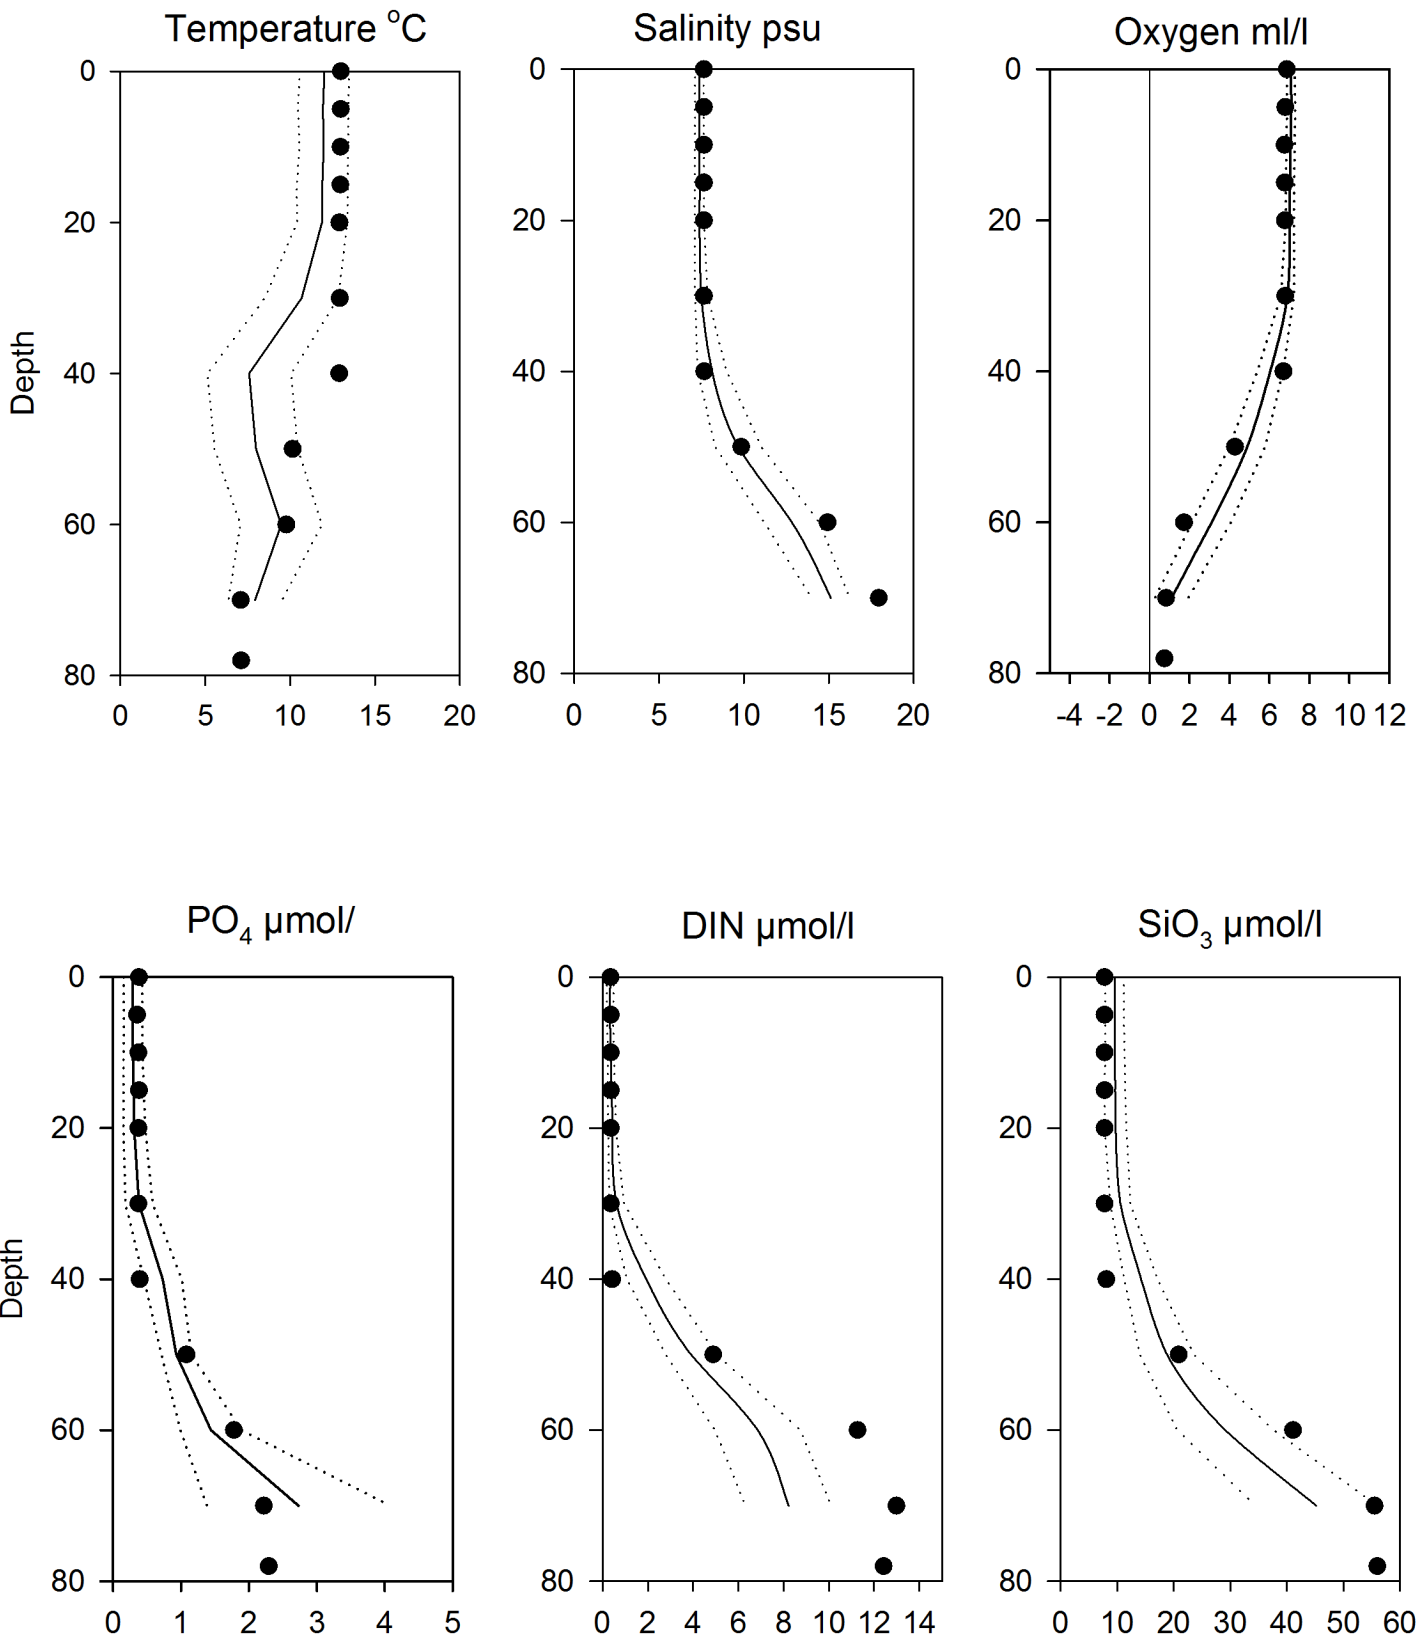 Temperature °C
Salinity psu
Oxygen ml/l
0
20
40
60
80
Depth
0 5 10 15 20
0
20
40
60
80
0 5 10 15 20
0
20
40
60
80
-4 -2 0 2 4 6 8 10 12
PO4 µmol/
DIN µmol/l
SiO3 µmol/l
0
20
40
60
80
Depth
0 1 2 3 4 5
0
20
40
60
80
0 2 4 6 8 10 12 14
0
20
40
60
80
0 10 20 30 40 50 60